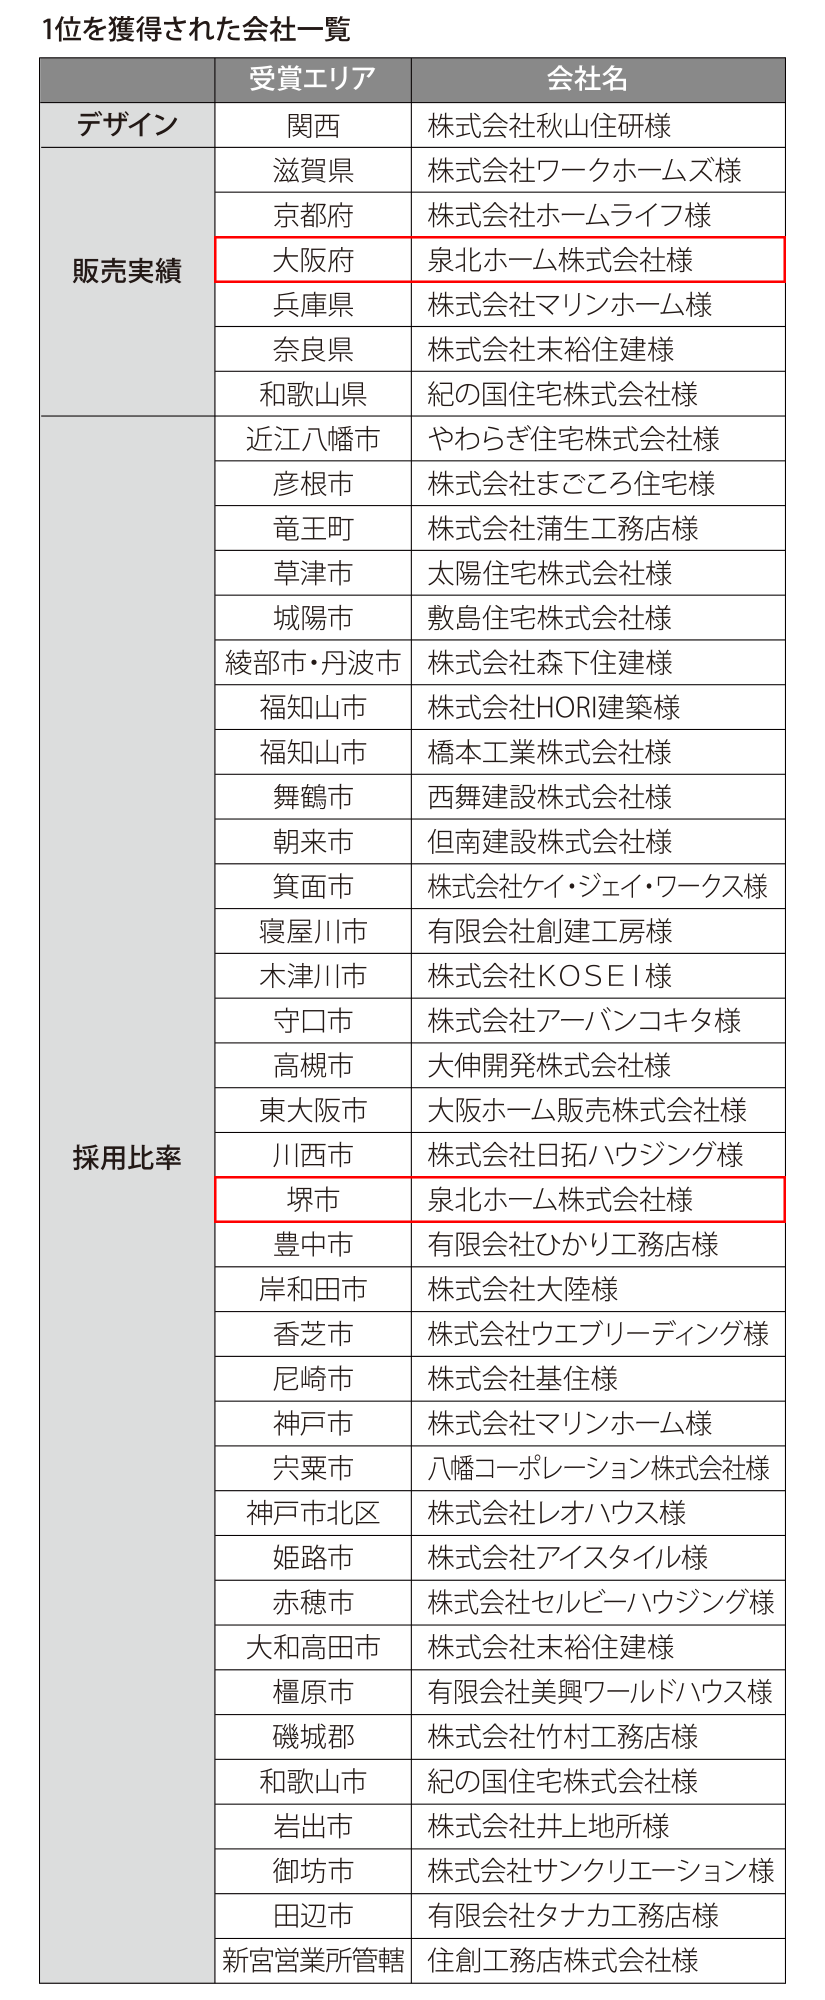 1位を獲得された会社一覧
受賞エリア 会社名
デザイン 関西 株式会社秋山住研様
販売実績
滋賀県 株式会社ワークホームズ様
京都府 株式会社ホームライフ様
大阪府 泉北ホーム株式会社様
兵庫県 株式会社マリンホーム様
奈良県 株式会社末裕住建様
和歌山県 紀の国住宅株式会社様
採用比率
近江八幡市 やわらぎ住宅株式会社様
彦根市 株式会社まごころ住宅様
竜王町 株式会社蒲生工務店様
草津市 太陽住宅株式会社様
城陽市 敷島住宅株式会社様
綾部市・丹波市 株式会社森下住建様
福知山市 株式会社HORI建築様
福知山市 橋本工業株式会社様
舞鶴市 西舞建設株式会社様
朝来市 但南建設株式会社様
箕面市 株式会社ケイ・ジェイ・ワークス様
寝屋川市 有限会社創建工房様
木津川市 株式会社ＫＯＳＥＩ様
守口市 株式会社アーバンコキタ様
高槻市 大伸開発株式会社様
東大阪市 大阪ホーム販売株式会社様
川西市 株式会社日拓ハウジング様
堺市 泉北ホーム株式会社様
豊中市 有限会社ひかり工務店様
岸和田市 株式会社大陸様
香芝市 株式会社ウエブリーディング様
尼崎市 株式会社基住様
神戸市 株式会社マリンホーム様
宍粟市 八幡コーポレーション株式会社様
神戸市北区 株式会社レオハウス様
姫路市 株式会社アイスタイル様
赤穂市 株式会社セルビーハウジング様
大和高田市 株式会社末裕住建様
橿原市 有限会社美興ワールドハウス様
磯城郡 株式会社竹村工務店様
和歌山市 紀の国住宅株式会社様
岩出市 株式会社井上地所様
御坊市 株式会社サンクリエーション様
田辺市 有限会社タナカ工務店様
新宮営業所管轄 住創工務店株式会社様